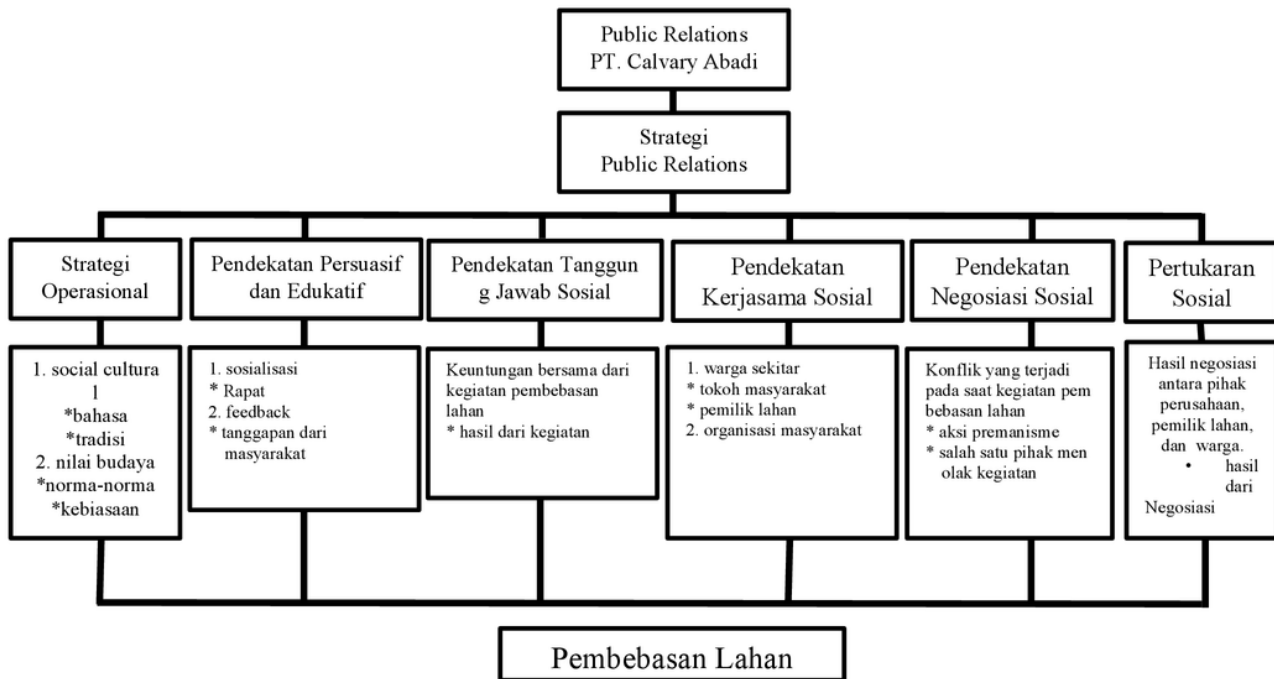 Public Relations
PT. Calvary Abadi
Strategi
Public Relations
Strategi
Operasional
Pendekatan Persuasif
dan Edukatif
Pendekatan Tanggun
g Jawab Sosial
Pendekatan
Kerjasama Sosial
Pendekatan
Negosiasi Sosial
Pertukaran
Sosial
1. social cultura
l
*bahasa
*tradisi
2. nilai budaya
*norma-norma
*kebiasaan
1. sosialisasi
* Rapat
2. feedback
* tanggapan dari
masyarakat
Keuntungan bersama dari
kegiatan pembebasan
lahan
* hasil dari kegiatan
1. warga sekitar
* tokoh masyarakat
* pemilik lahan
2. organisasi masyarakat
Konflik yang terjadi
pada saat kegiatan pem
bebasan lahan
* aksi premanisme
* salah satu pihak men
olak kegiatan
Hasil negosiasi
antara pihak
perusahaan,
pemilik lahan,
dan warga.
• hasil
dari
Negosiasi
Pembebasan Lahan